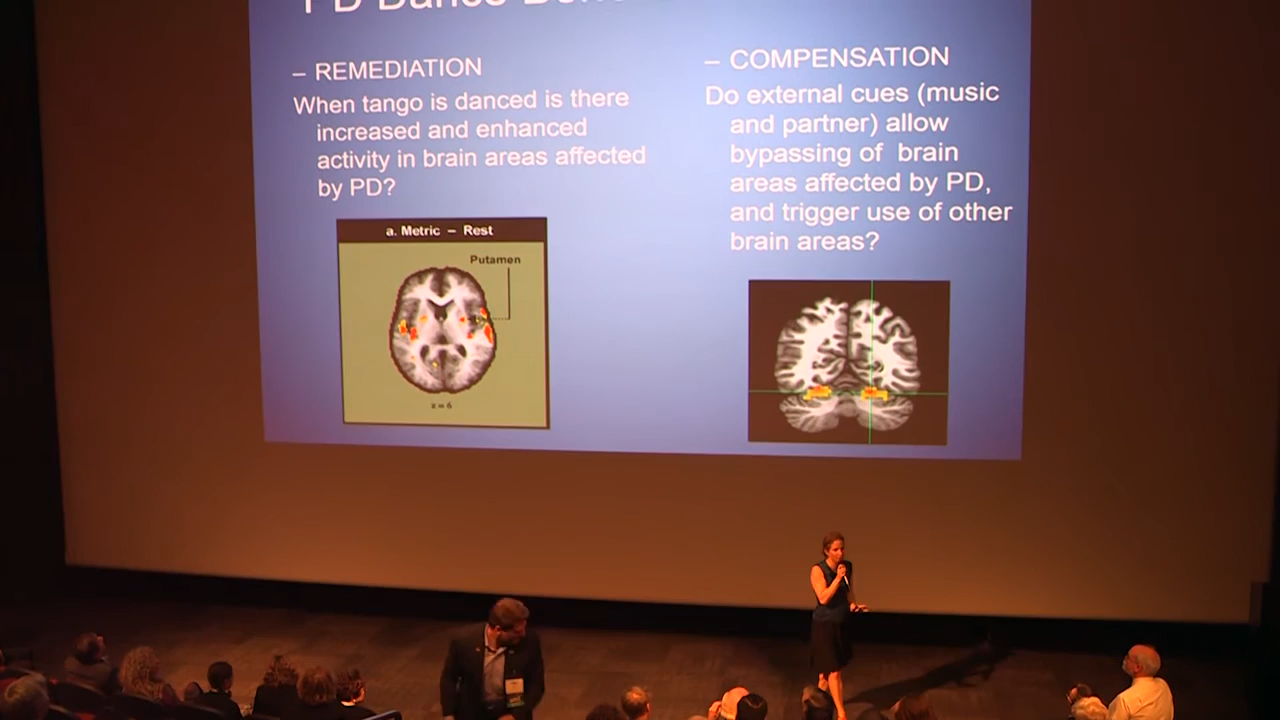 PD Dance
– REMEDIATION
When tango is danced is there
increased and enhanced
activity in brain areas affected
by PD?
a. Metric – Rest
Putamen
z = 6
– COMPENSATION
Do external cues (music
and partner) allow
bypassing of brain
areas affected by PD,
and trigger use of other
brain areas?